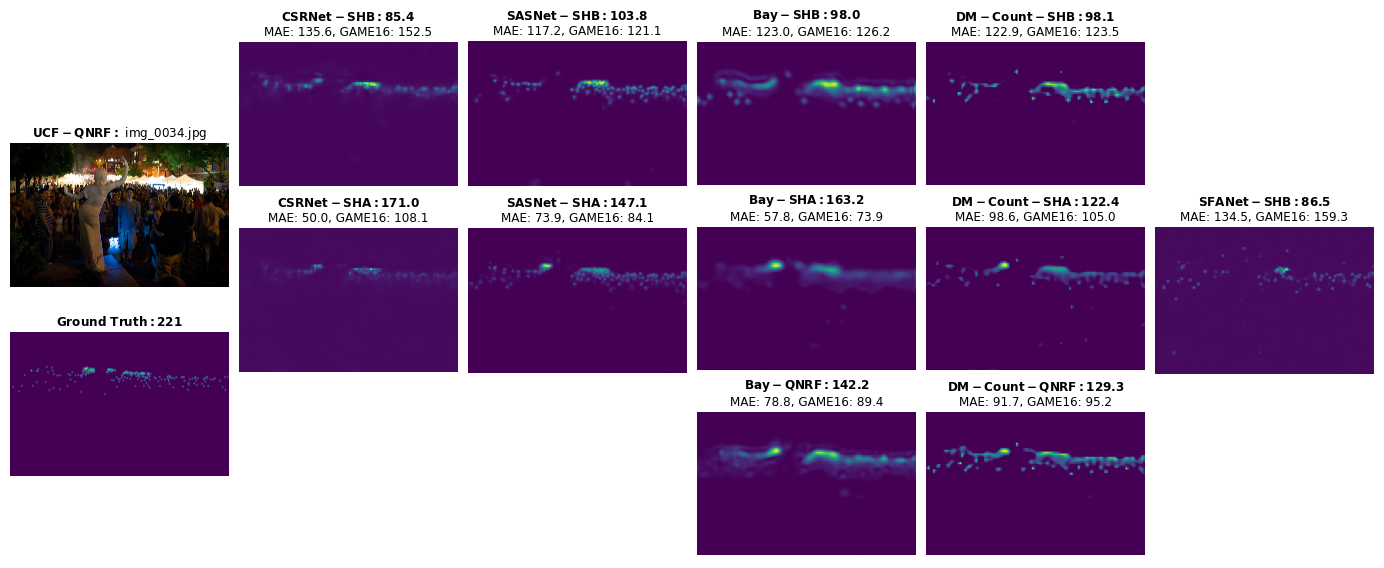 CSRNet − SHB: 85.4
MAE: 135.6, GAME16: 152.5
SASNet − SHB: 103.8
MAE: 117.2, GAME16: 121.1
Bay − SHB: 98.0
MAE: 123.0, GAME16: 126.2
DM − Count − SHB: 98.1
MAE: 122.9, GAME16: 123.5
UCF − QNRF: img_0034.jpg
CSRNet − SHA: 171.0
MAE: 50.0, GAME16: 108.1
SASNet − SHA: 147.1
MAE: 73.9, GAME16: 84.1
Bay − SHA: 163.2
MAE: 57.8, GAME16: 73.9
DM − Count − SHA: 122.4
MAE: 98.6, GAME16: 105.0
SFANet − SHB: 86.5
MAE: 134.5, GAME16: 159.3
Ground Truth: 221
Bay − QNRF: 142.2
MAE: 78.8, GAME16: 89.4
DM − Count − QNRF: 129.3
MAE: 91.7, GAME16: 95.2